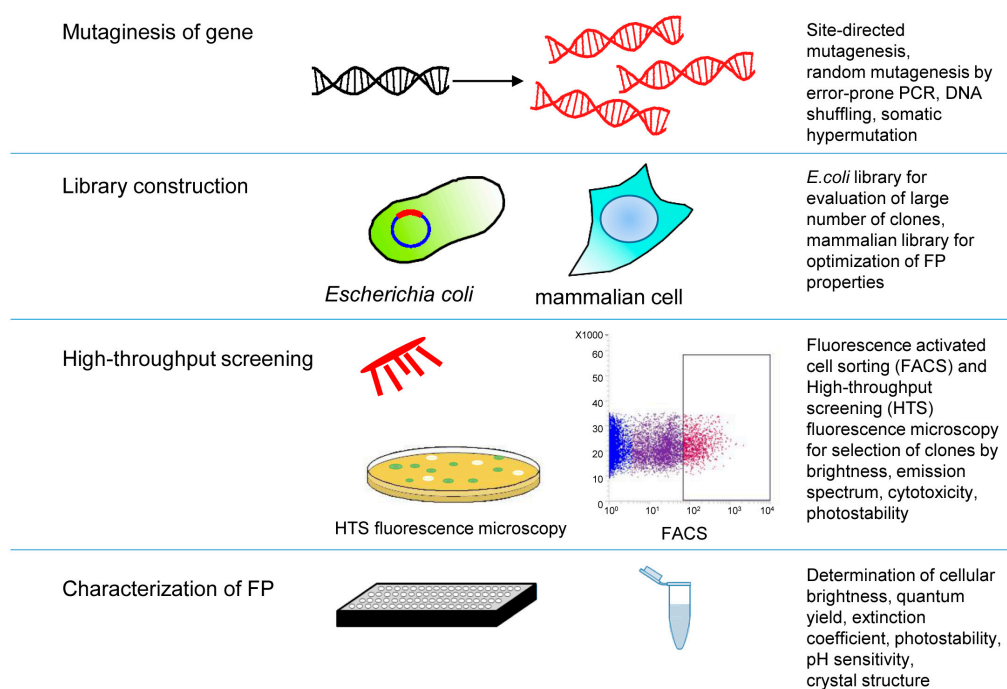 Mutaginesis of gene
Site-directed
mutagenesis,
random mutagenesis by
error-prone PCR, DNA
shuffling, somatic
hypermutation
Library construction
Escherichia coli
mammalian cell
E.coli library for
evaluation of large
number of clones,
mammalian library for
optimization of FP
properties
High-throughput screening
HTS fluorescence microscopy
X1000
60
50
40
30
20
10
0
10⁰ 10¹ 10² 10³ 10⁴
FACS
Fluorescence activated
cell sorting (FACS) and
High-throughput
screening (HTS)
fluorescence microscopy
for selection of clones by
brightness, emission
spectrum, cytotoxicity,
photostability
Characterization of FP
Determination of cellular
brightness, quantum
yield, extinction
coefficient, photostability,
pH sensitivity,
crystal structure